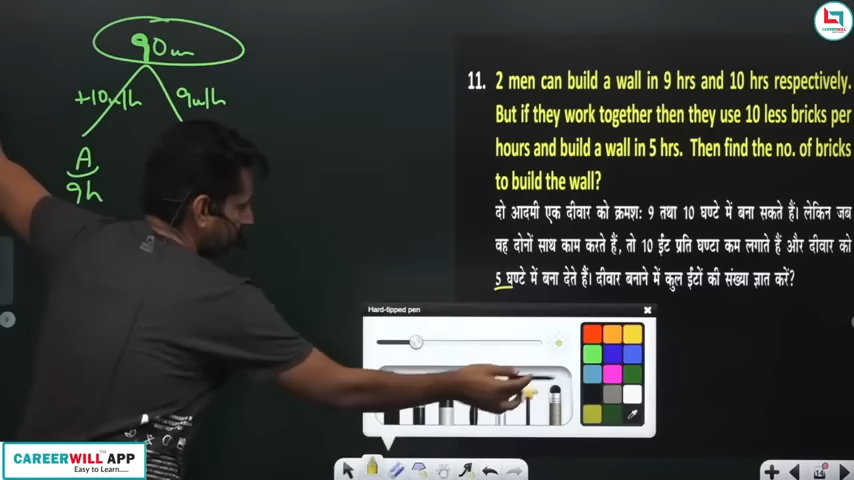 90u
+10u/h 9u/h
A
9h
11. 2 men can build a wall in 9 hrs and 10 hrs respectively.
But if they work together then they use 10 less bricks per
hours and build a wall in 5 hrs. Then find the no. of bricks
to build the wall?
दो आदमी एक दीवार को क्रमशः 9 तथा 10 घण्टे में बना सकते हैं। लेकिन जब
वह दोनों साथ काम करते हैं, तो 10 ईंट प्रति घण्टा कम लगाते हैं और दीवार को
5 घण्टे में बना देते हैं। दीवार बनाने में कुल ईंटों की संख्या ज्ञात करें?
Hard-tipped pen
CAREERWILL APP
Easy to Learn.....